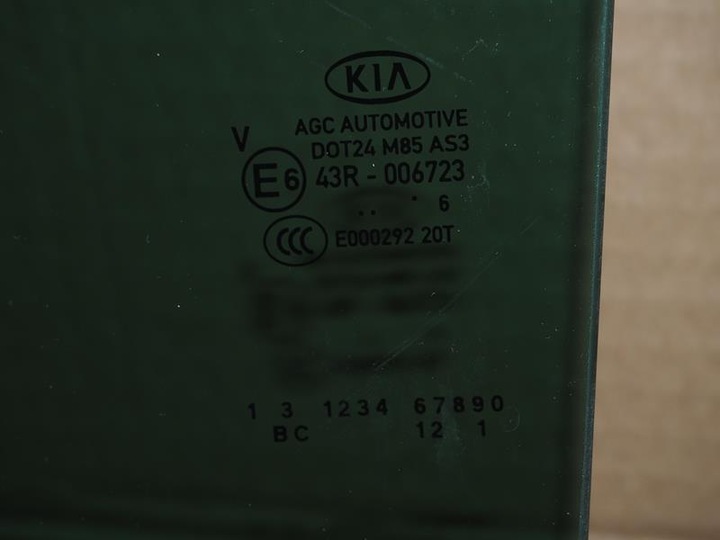 KIA
V AGC AUTOMOTIVE
DOT24 M85 AS3
E6 43R - 006723
.. . 6
CCC E000292 20T
1 3 1234 67890
BC 12 1